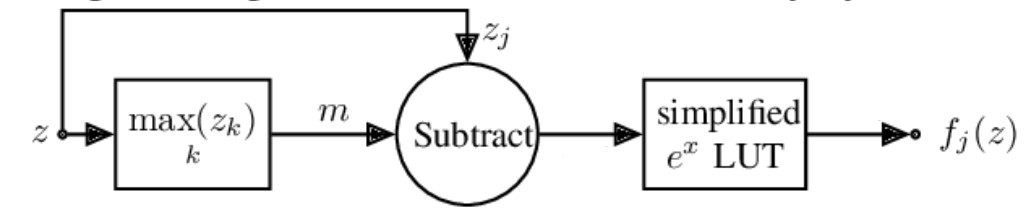 z_j
z
max(z_k)
k
m
Subtract
simplified
e^x LUT
f_j(z)